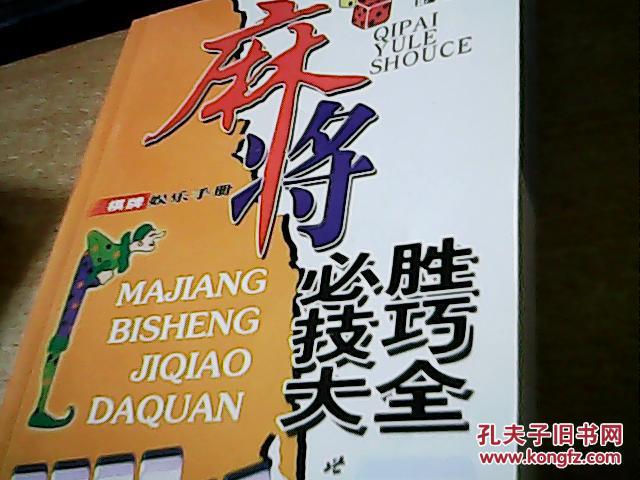 QIPAI
YULE
SHOUCE
麻将
棋牌娱乐手册
必胜
技巧
大全
MAJIANG
BISHENG
JIQIAO
DAQUAN
孔夫子旧书网
www.kongfz.com